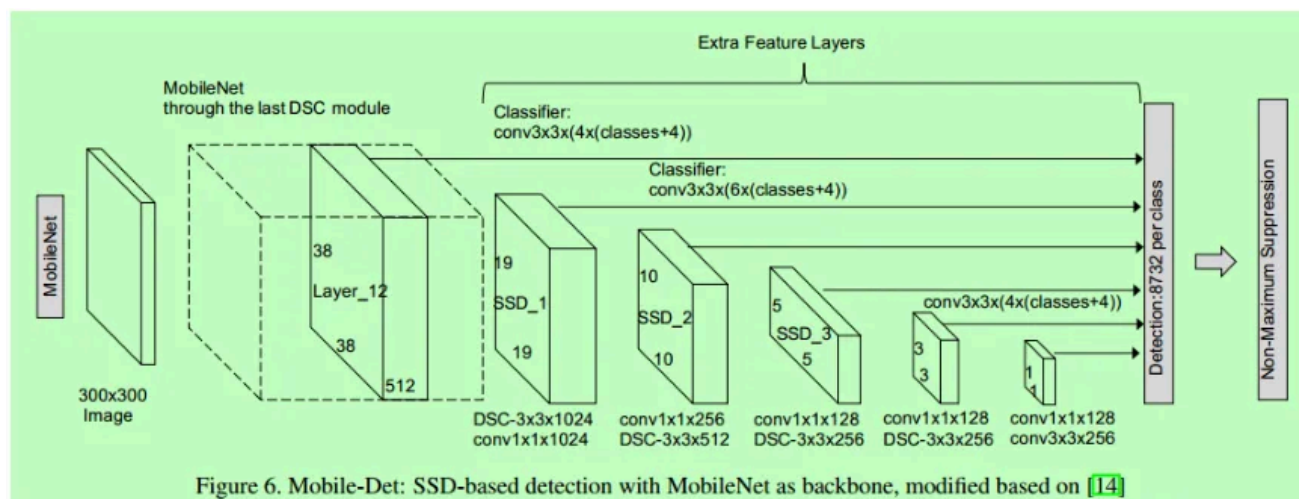 Extra Feature Layers
MobileNet
through the last DSC module
Classifier:
conv3x3x(4x(classes+4))
Classifier:
conv3x3x(6x(classes+4))
MobileNet
38
Layer_12
38
512
19
SSD_1
19
10
SSD_2
10
5
SSD_3
5
conv3x3x(4x(classes+4))
3
3
1
1
Detection:8732 per class
Non-Maximum Suppression
300x300
Image
DSC-3x3x1024
conv1x1x1024
conv1x1x256
DSC-3x3x512
conv1x1x128
DSC-3x3x256
conv1x1x128
DSC-3x3x256
conv1x1x128
conv3x3x256
Figure 6. Mobile-Det: SSD-based detection with MobileNet as backbone, modified based on [14]